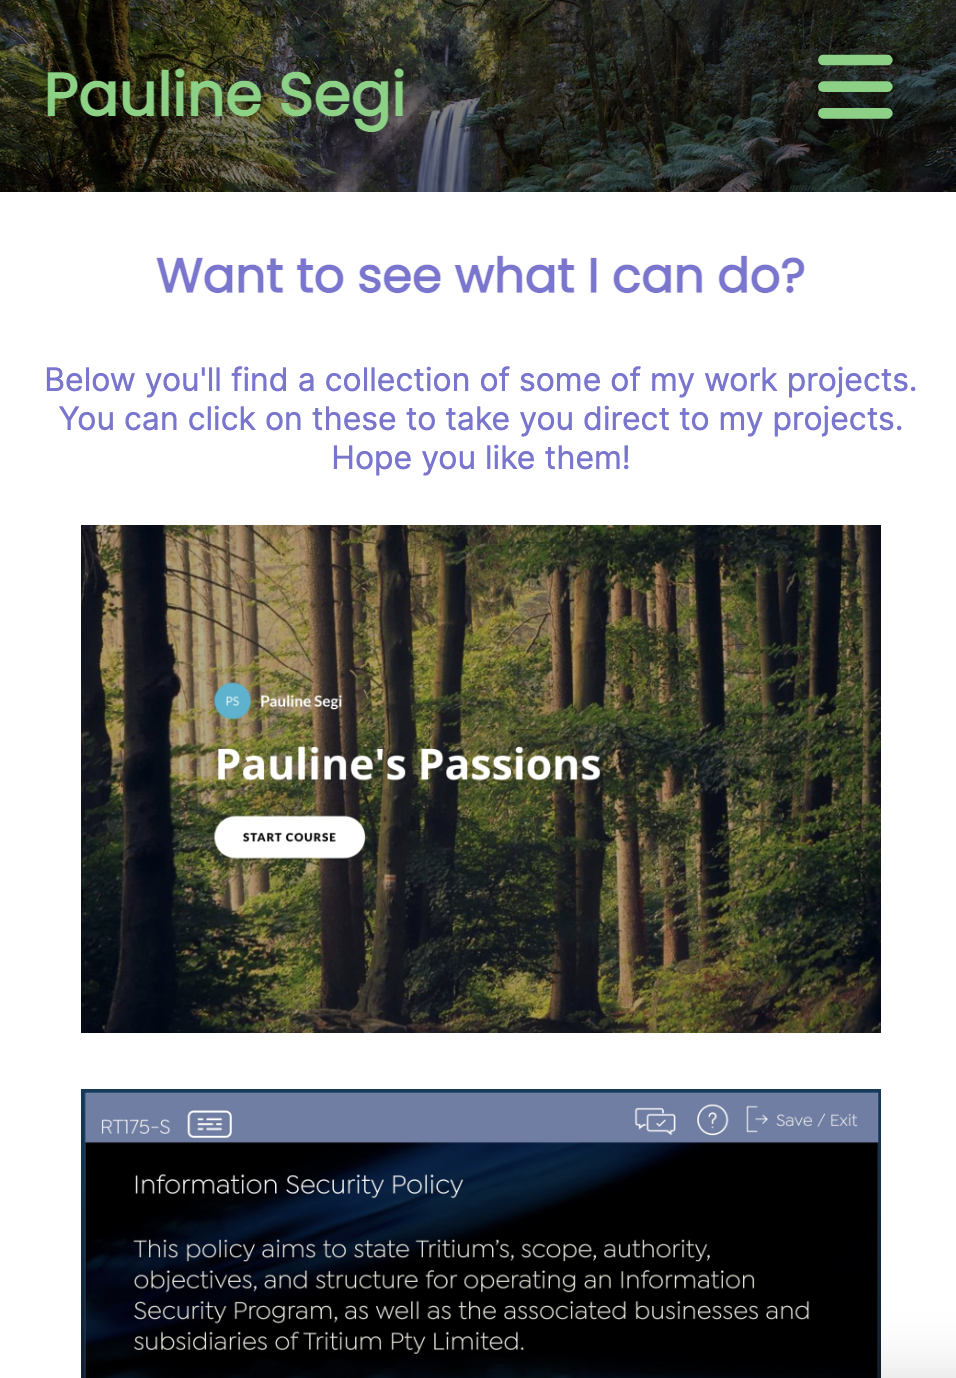 Pauline Segi
Want to see what I can do?
Below you'll find a collection of some of my work projects.
You can click on these to take you direct to my projects.
Hope you like them!
PS Pauline Segi
Pauline's Passions
START COURSE
RT175-S
Save / Exit
Information Security Policy
This policy aims to state Tritium’s, scope, authority,
objectives, and structure for operating an Information
Security Program, as well as the associated businesses and
subsidiaries of Tritium Pty Limited.